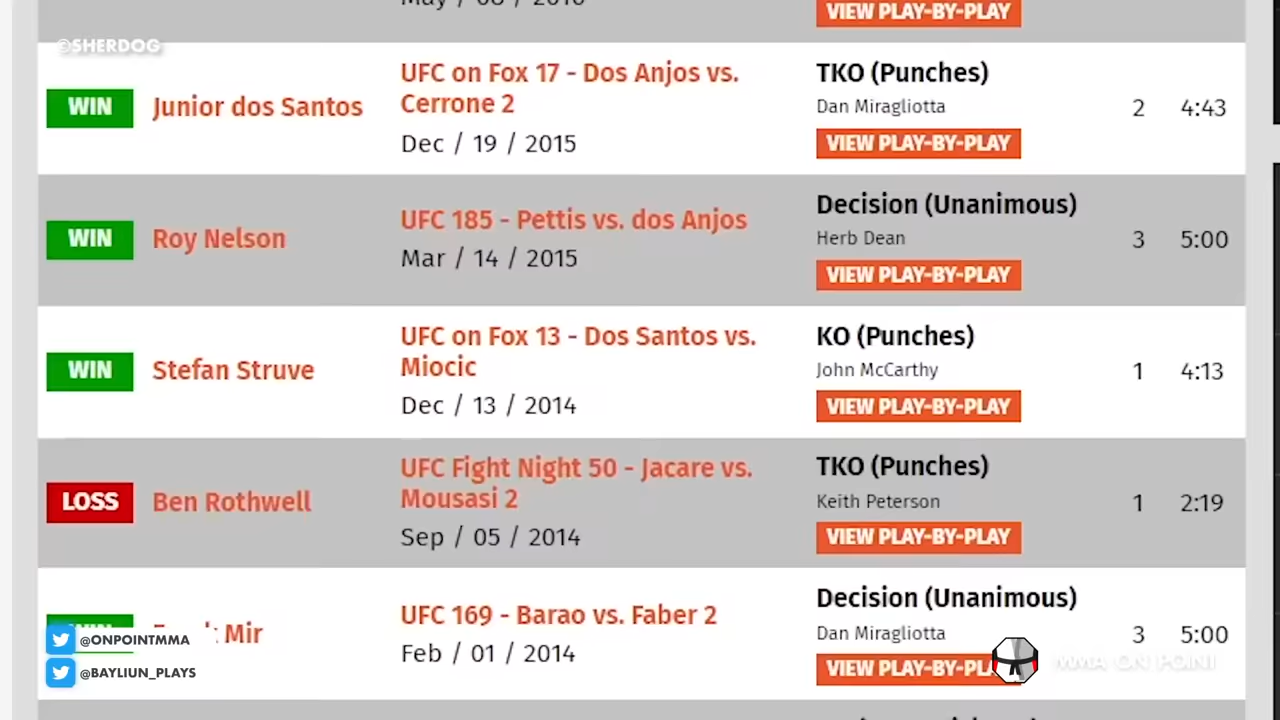 May / 08 / 2016
VIEW PLAY-BY-PLAY
©SHERDOG
WIN
Junior dos Santos
UFC on Fox 17 - Dos Anjos vs.
Cerrone 2
Dec / 19 / 2015
TKO (Punches)
Dan Miragliotta
VIEW PLAY-BY-PLAY
2
4:43
WIN
Roy Nelson
UFC 185 - Pettis vs. dos Anjos
Mar / 14 / 2015
Decision (Unanimous)
Herb Dean
VIEW PLAY-BY-PLAY
3
5:00
WIN
Stefan Struve
UFC on Fox 13 - Dos Santos vs.
Miocic
Dec / 13 / 2014
KO (Punches)
John McCarthy
VIEW PLAY-BY-PLAY
1
4:13
LOSS
Ben Rothwell
UFC Fight Night 50 - Jacare vs.
Mousasi 2
Sep / 05 / 2014
TKO (Punches)
Keith Peterson
VIEW PLAY-BY-PLAY
1
2:19
Mir
UFC 169 - Barao vs. Faber 2
Feb / 01 / 2014
Decision (Unanimous)
Dan Miragliotta
VIEW PLAY-BY-PLA
3
5:00
@ONPOINTMMA
@BAYLIUN_PLAYS
MMA ON POINT